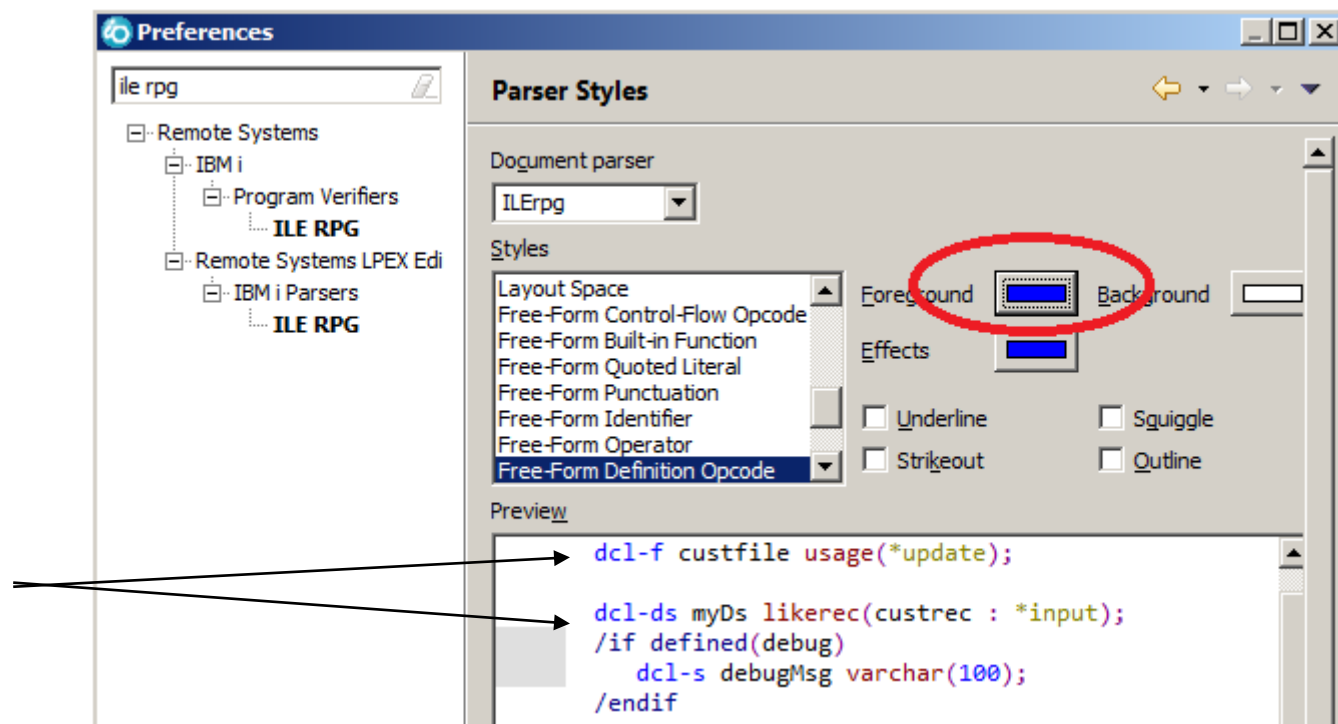 Preferences
ile rpg
Remote Systems
IBM i
Program Verifiers
ILE RPG
Remote Systems LPEX Edi
IBM i Parsers
ILE RPG
Parser Styles
Document parser
ILErpg
Styles
Layout Space
Free-Form Control-Flow Opcode
Free-Form Built-in Function
Free-Form Quoted Literal
Free-Form Punctuation
Free-Form Identifier
Free-Form Operator
Free-Form Definition Opcode
Foreground
Background
Effects
Underline
Squiggle
Strikeout
Outline
Preview
dcl-f custfile usage(*update);
dcl-ds myDs likerec(custrec : *input);
/if defined(debug)
dcl-s debugMsg varchar(100);
/endif